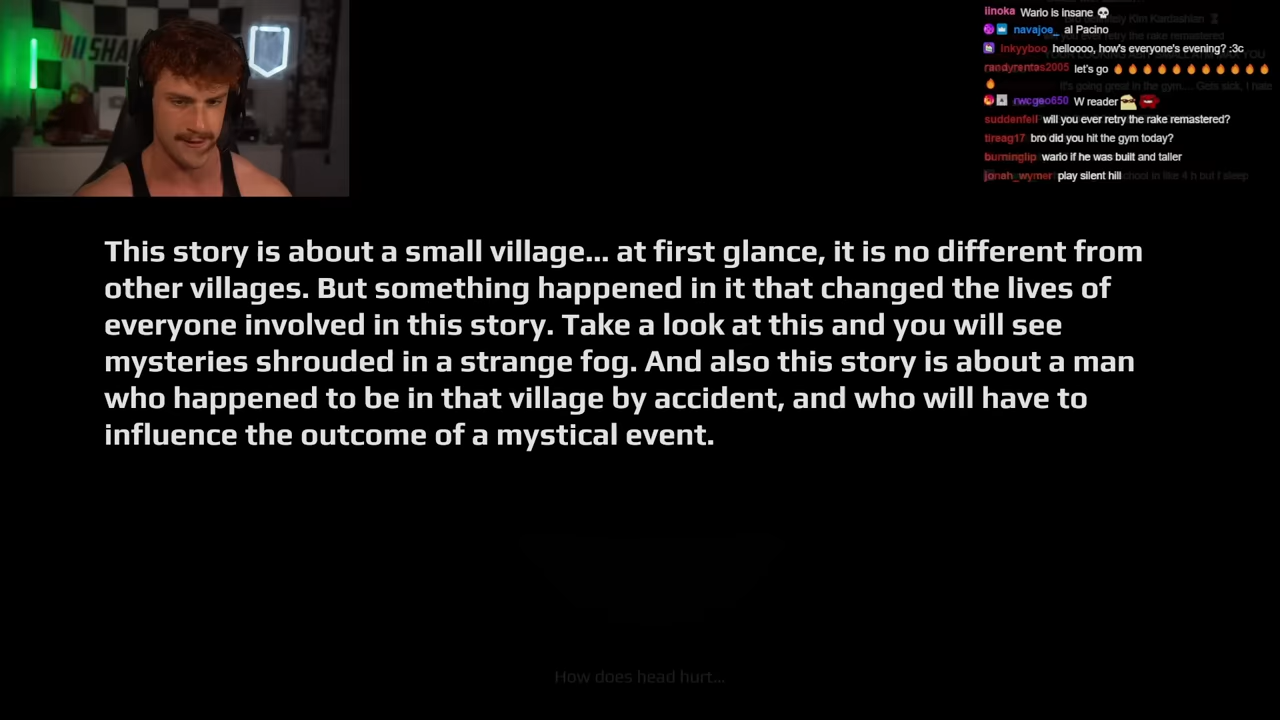 iinoka Wario is insane 💀
navajoe_ al Pacino
Inkyyboo helloooo, how's everyone's evening? :3c
randyrentas2005 let's go 🔥🔥🔥🔥🔥🔥🔥🔥🔥🔥🔥
🔥
rwcgeo650 W reader
suddenfell will you ever retry the rake remastered?
tireag17 bro did you hit the gym today?
burninglip wario if he was built and taller
jonah_wymer play silent hill
This story is about a small village... at first glance, it is no different from
other villages. But something happened in it that changed the lives of
everyone involved in this story. Take a look at this and you will see
mysteries shrouded in a strange fog. And also this story is about a man
who happened to be in that village by accident, and who will have to
influence the outcome of a mystical event.
How does head hurt...